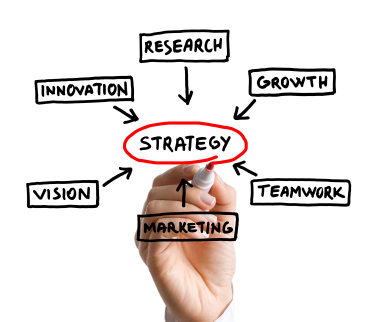 RESEARCH
INNOVATION
GROWTH
STRATEGY
VISION
TEAMWORK
MARKETING